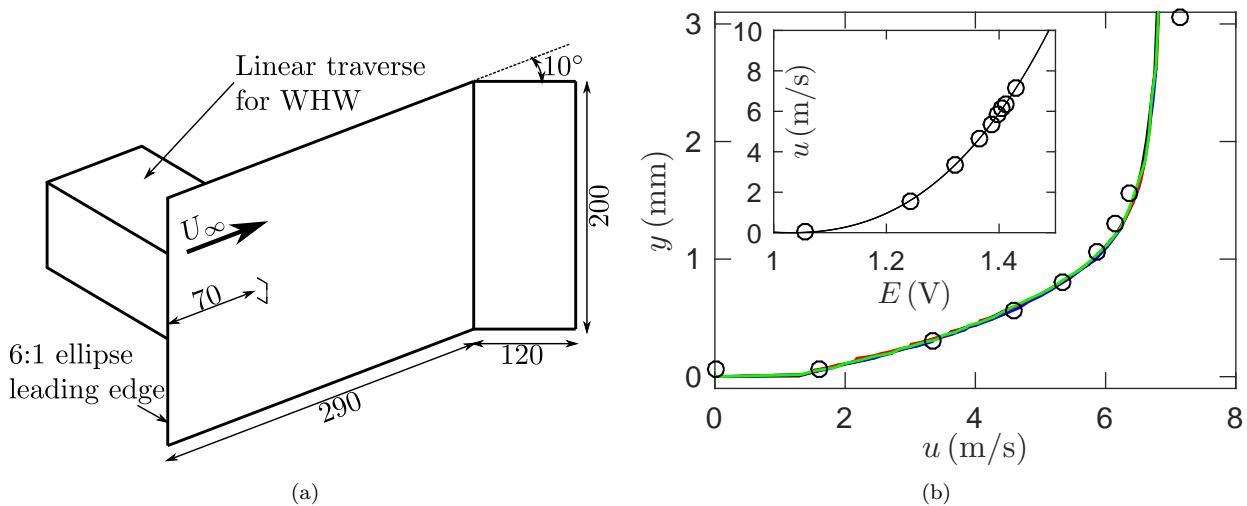 Linear traverse
for WHW
10°
U∞
70
200
6:1 ellipse
leading edge
120
290
(a)
3
2
1
0
y (mm)
10
8
6
4
2
0
u (m/s)
1
1.2
1.4
E (V)
0
2
4
6
8
u (m/s)
(b)